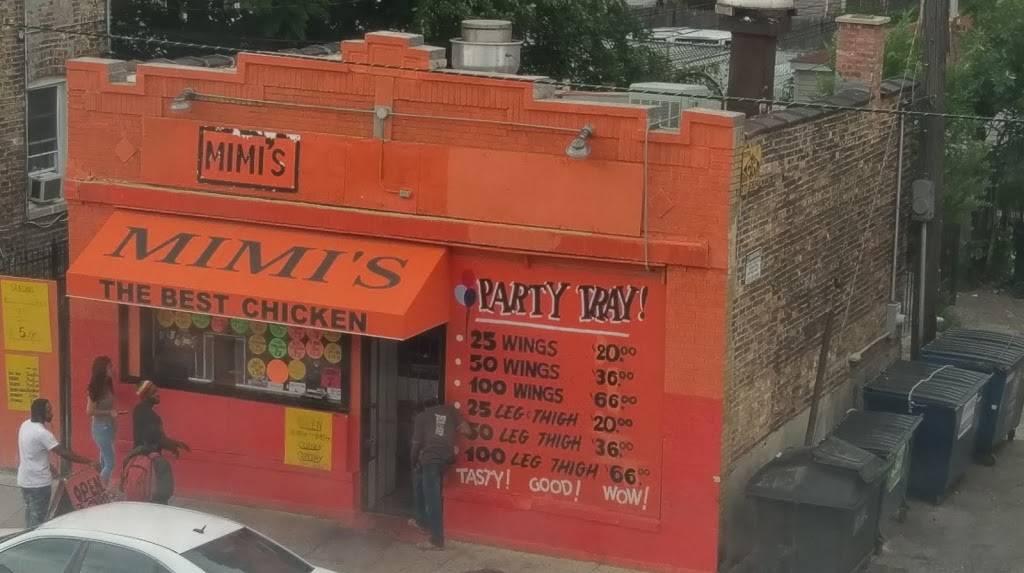 MIMI'S
MIMI'S
THE BEST CHICKEN
PARTY TRAY!
25 WINGS $20.00
50 WINGS $36.00
100 WINGS $66.00
25 LEG & THIGH $20.00
50 LEG & THIGH $36.00
100 LEG THIGH $66.00
TASTY! GOOD! WOW!
OPEN